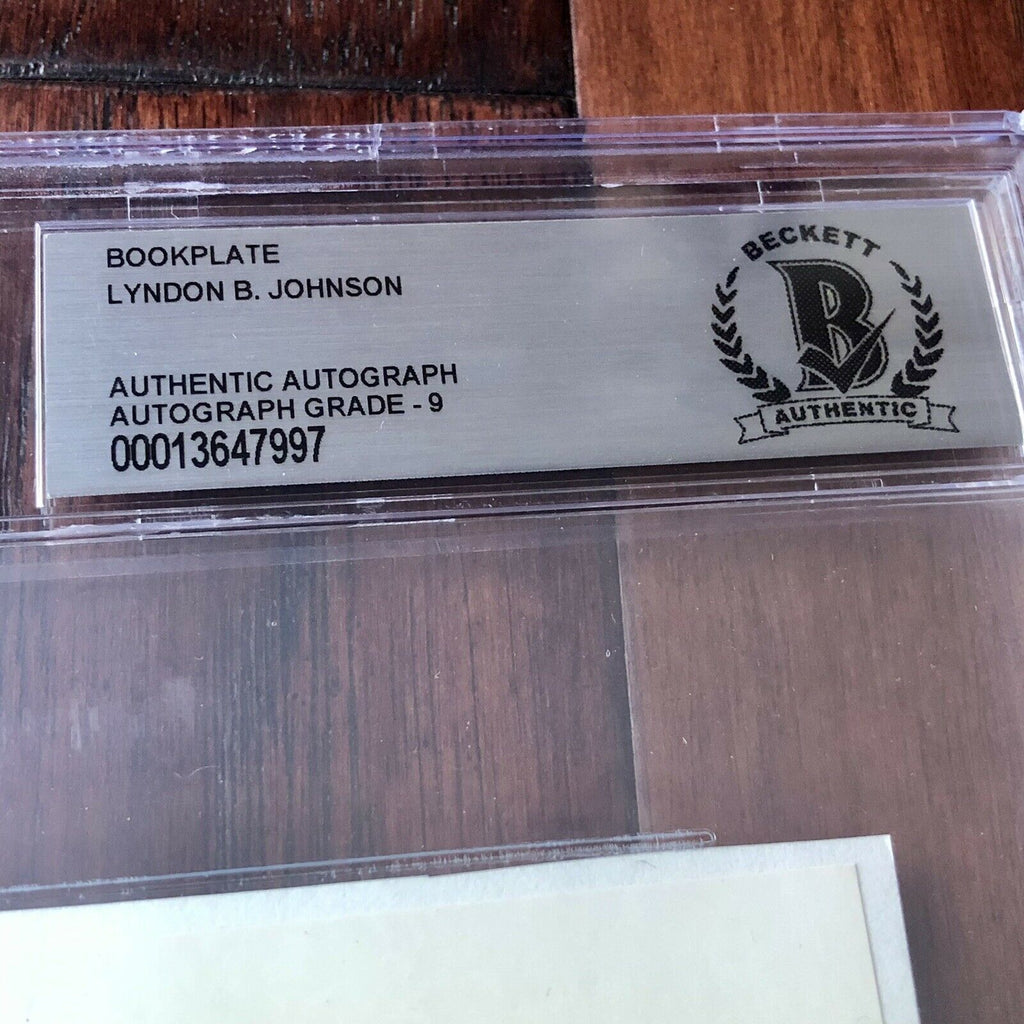 BOOKPLATE
LYNDON B. JOHNSON
AUTHENTIC AUTOGRAPH
AUTOGRAPH GRADE - 9
00013647997
BECKETT
B
AUTHENTIC